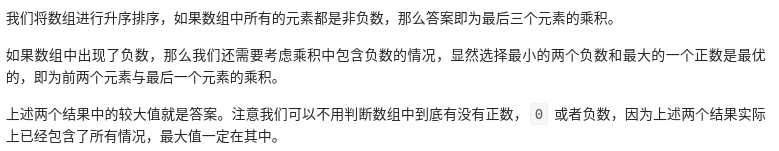 我们将数组进行升序排序，如果数组中所有的元素都是非负数，那么答案即为最后三个元素的乘积。
如果数组中出现了负数，那么我们还需要考虑乘积中包含负数的情况，显然选择最小的两个负数和最大的一个正数是最优
的，即为前两个元素与最后一个元素的乘积。
上述两个结果中的较大值就是答案。注意我们可以不用判断数组中到底有没有正数， 0 或者负数，因为上述两个结果实际
上已经包含了所有情况，最大值一定在其中。